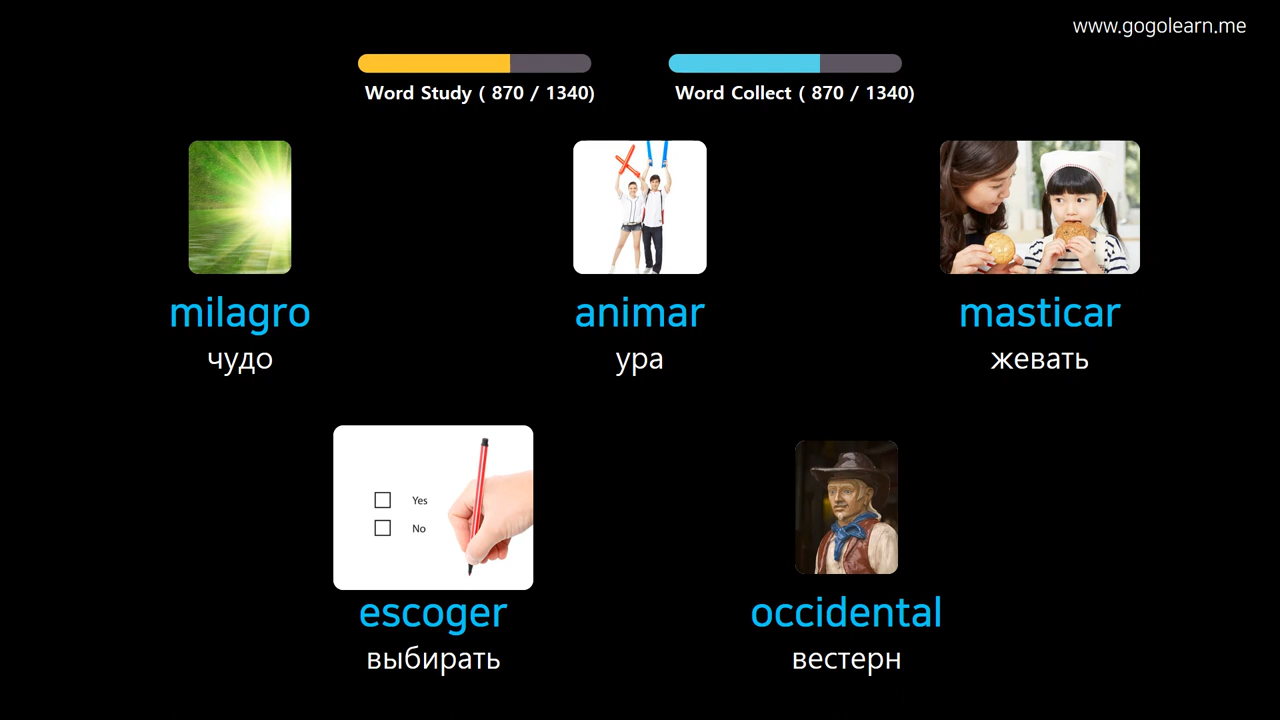 www.gogolearn.me
Word Study ( 870 / 1340)
Word Collect ( 870 / 1340)
milagro
чудо
animar
ура
masticar
жевать
Yes
No
escoger
выбирать
occidental
вестерн